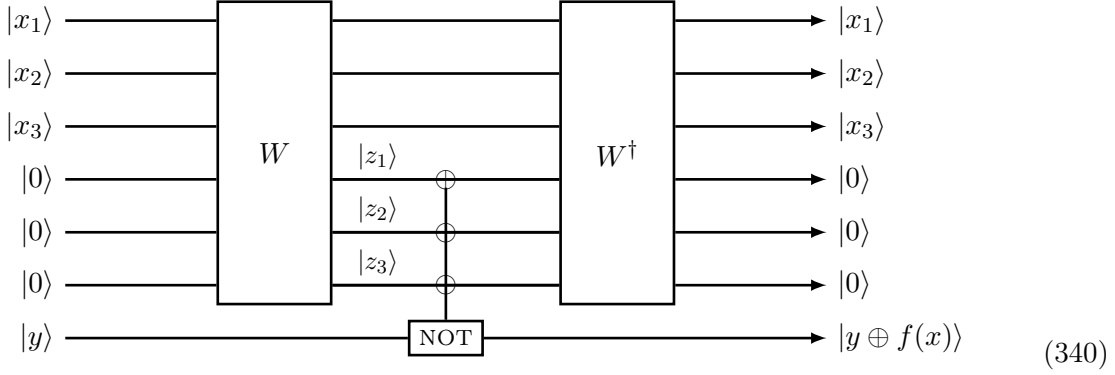 |x₁⟩ |x₁⟩
|x₂⟩ |x₂⟩
|x₃⟩ |x₃⟩
W W†
|z₁⟩
|0⟩ |0⟩
|z₂⟩
|0⟩ |0⟩
|z₃⟩
|0⟩ |0⟩
|y⟩ NOT |y ⊕ f(x)⟩
(340)